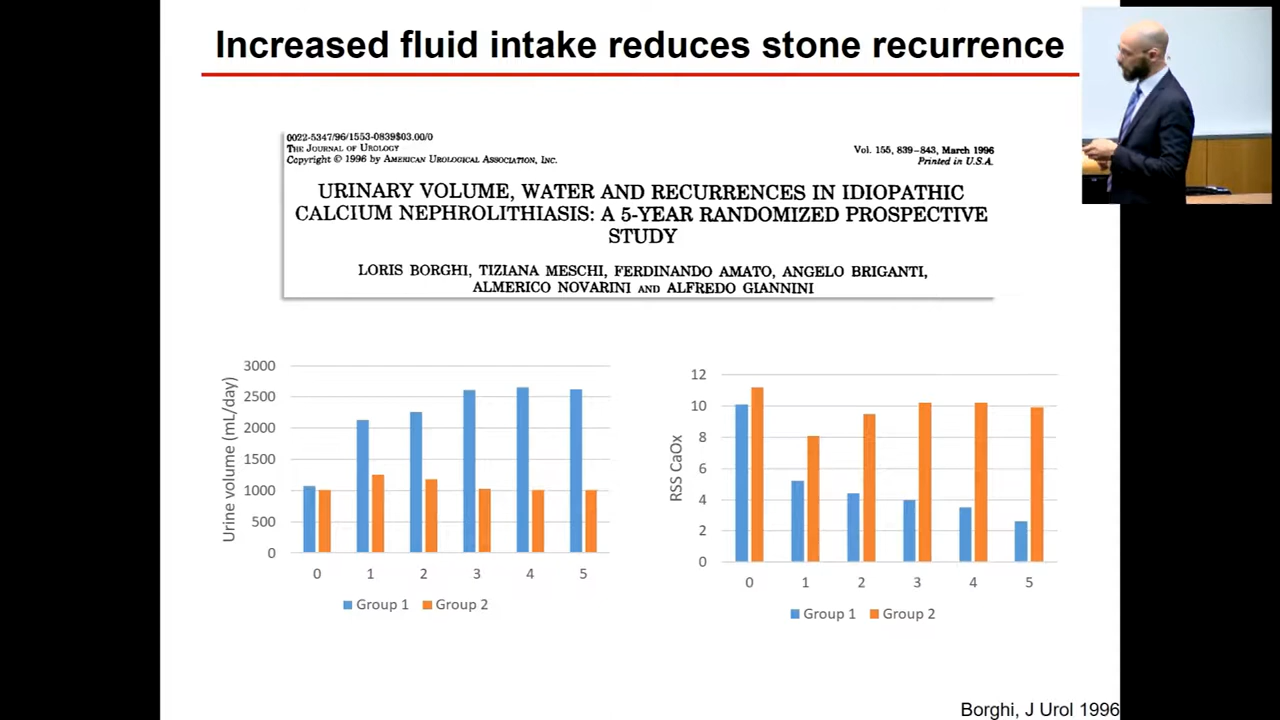 Increased fluid intake reduces stone recurrence
0022-5347/96/1553-0839$03.00/0
THE JOURNAL OF UROLOGY
Copyright © 1996 by AMERICAN UROLOGICAL ASSOCIATION, INC.
Vol. 155, 839–843, March 1996
Printed in U.S.A.
URINARY VOLUME, WATER AND RECURRENCES IN IDIOPATHIC
CALCIUM NEPHROLITHIASIS: A 5-YEAR RANDOMIZED PROSPECTIVE
STUDY
LORIS BORGHI, TIZIANA MESCHI, FERDINANDO AMATO, ANGELO BRIGANTI,
ALMERICO NOVARINI AND ALFREDO GIANNINI
Urine volume (mL/day)
3000
2500
2000
1500
1000
500
0
0 1 2 3 4 5
Group 1 Group 2
RSS CaOx
12
10
8
6
4
2
0
0 1 2 3 4 5
Group 1 Group 2
Borghi, J Urol 1996